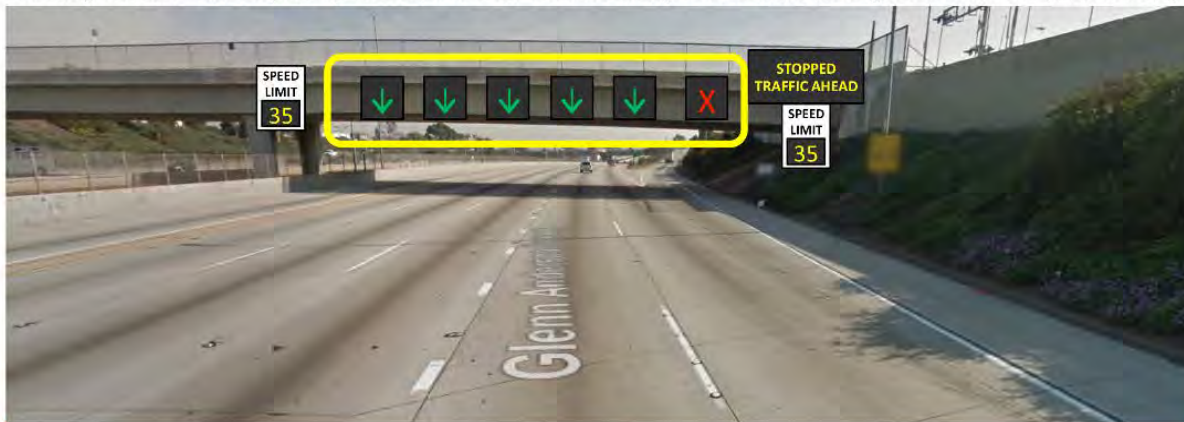 SPEED
LIMIT
35
X
STOPPED
TRAFFIC AHEAD
SPEED
LIMIT
35
Glenn Anderson